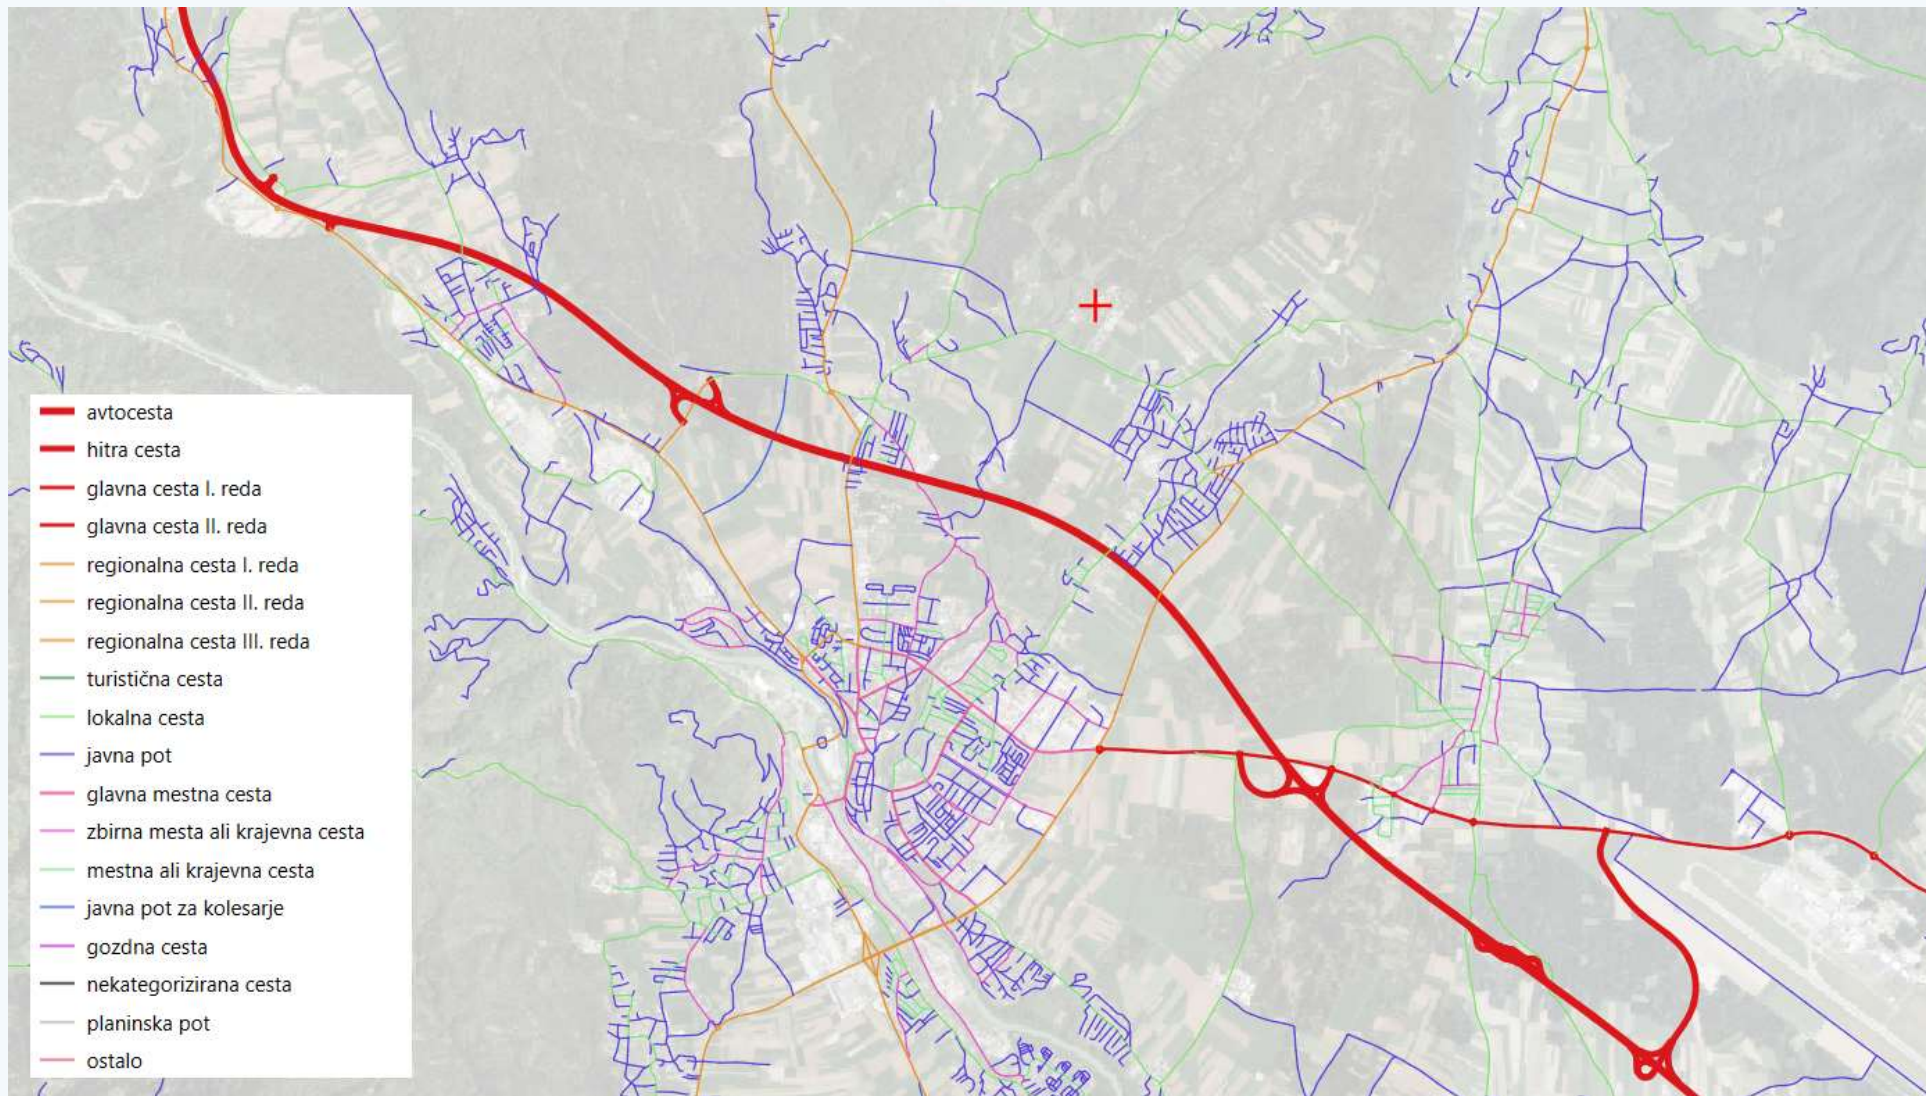 avtocesta
hitra cesta
glavna cesta I. reda
glavna cesta II. reda
regionalna cesta I. reda
regionalna cesta II. reda
regionalna cesta III. reda
turistična cesta
lokalna cesta
javna pot
glavna mestna cesta
zbirna mesta ali krajevna cesta
mestna ali krajevna cesta
javna pot za kolesarje
gozdna cesta
nekategorizirana cesta
planinska pot
ostalo